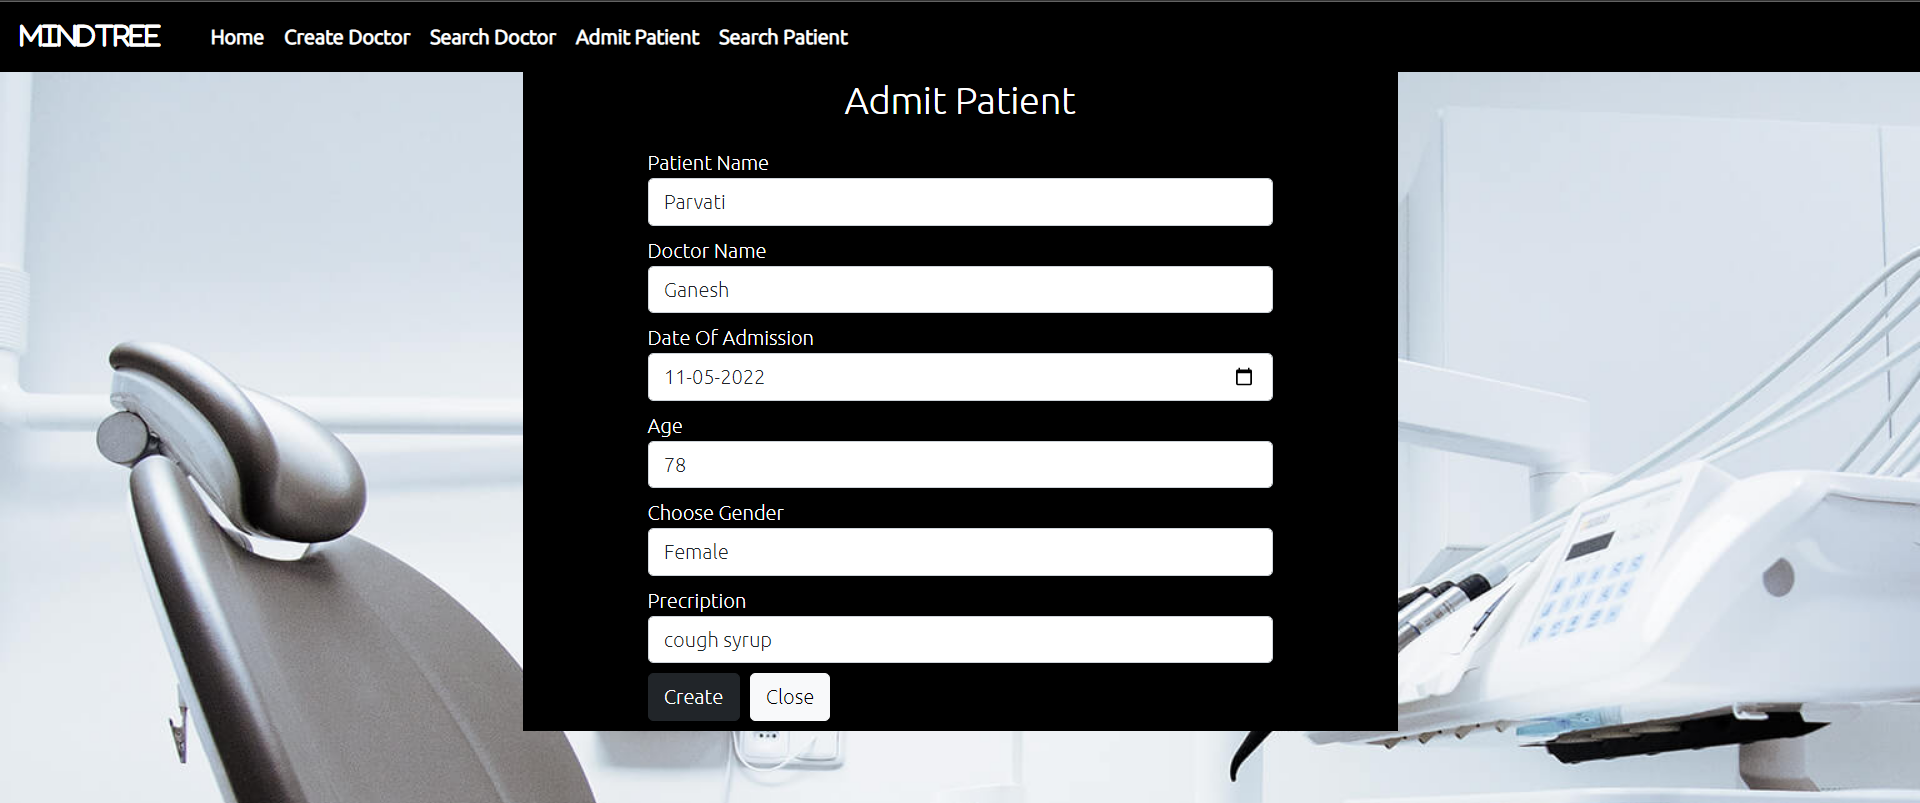 MINDTREE Home Create Doctor Search Doctor Admit Patient Search Patient
Admit Patient
Patient Name
Parvati
Doctor Name
Ganesh
Date Of Admission
11-05-2022
Age
78
Choose Gender
Female
Precription
cough syrup
Create Close